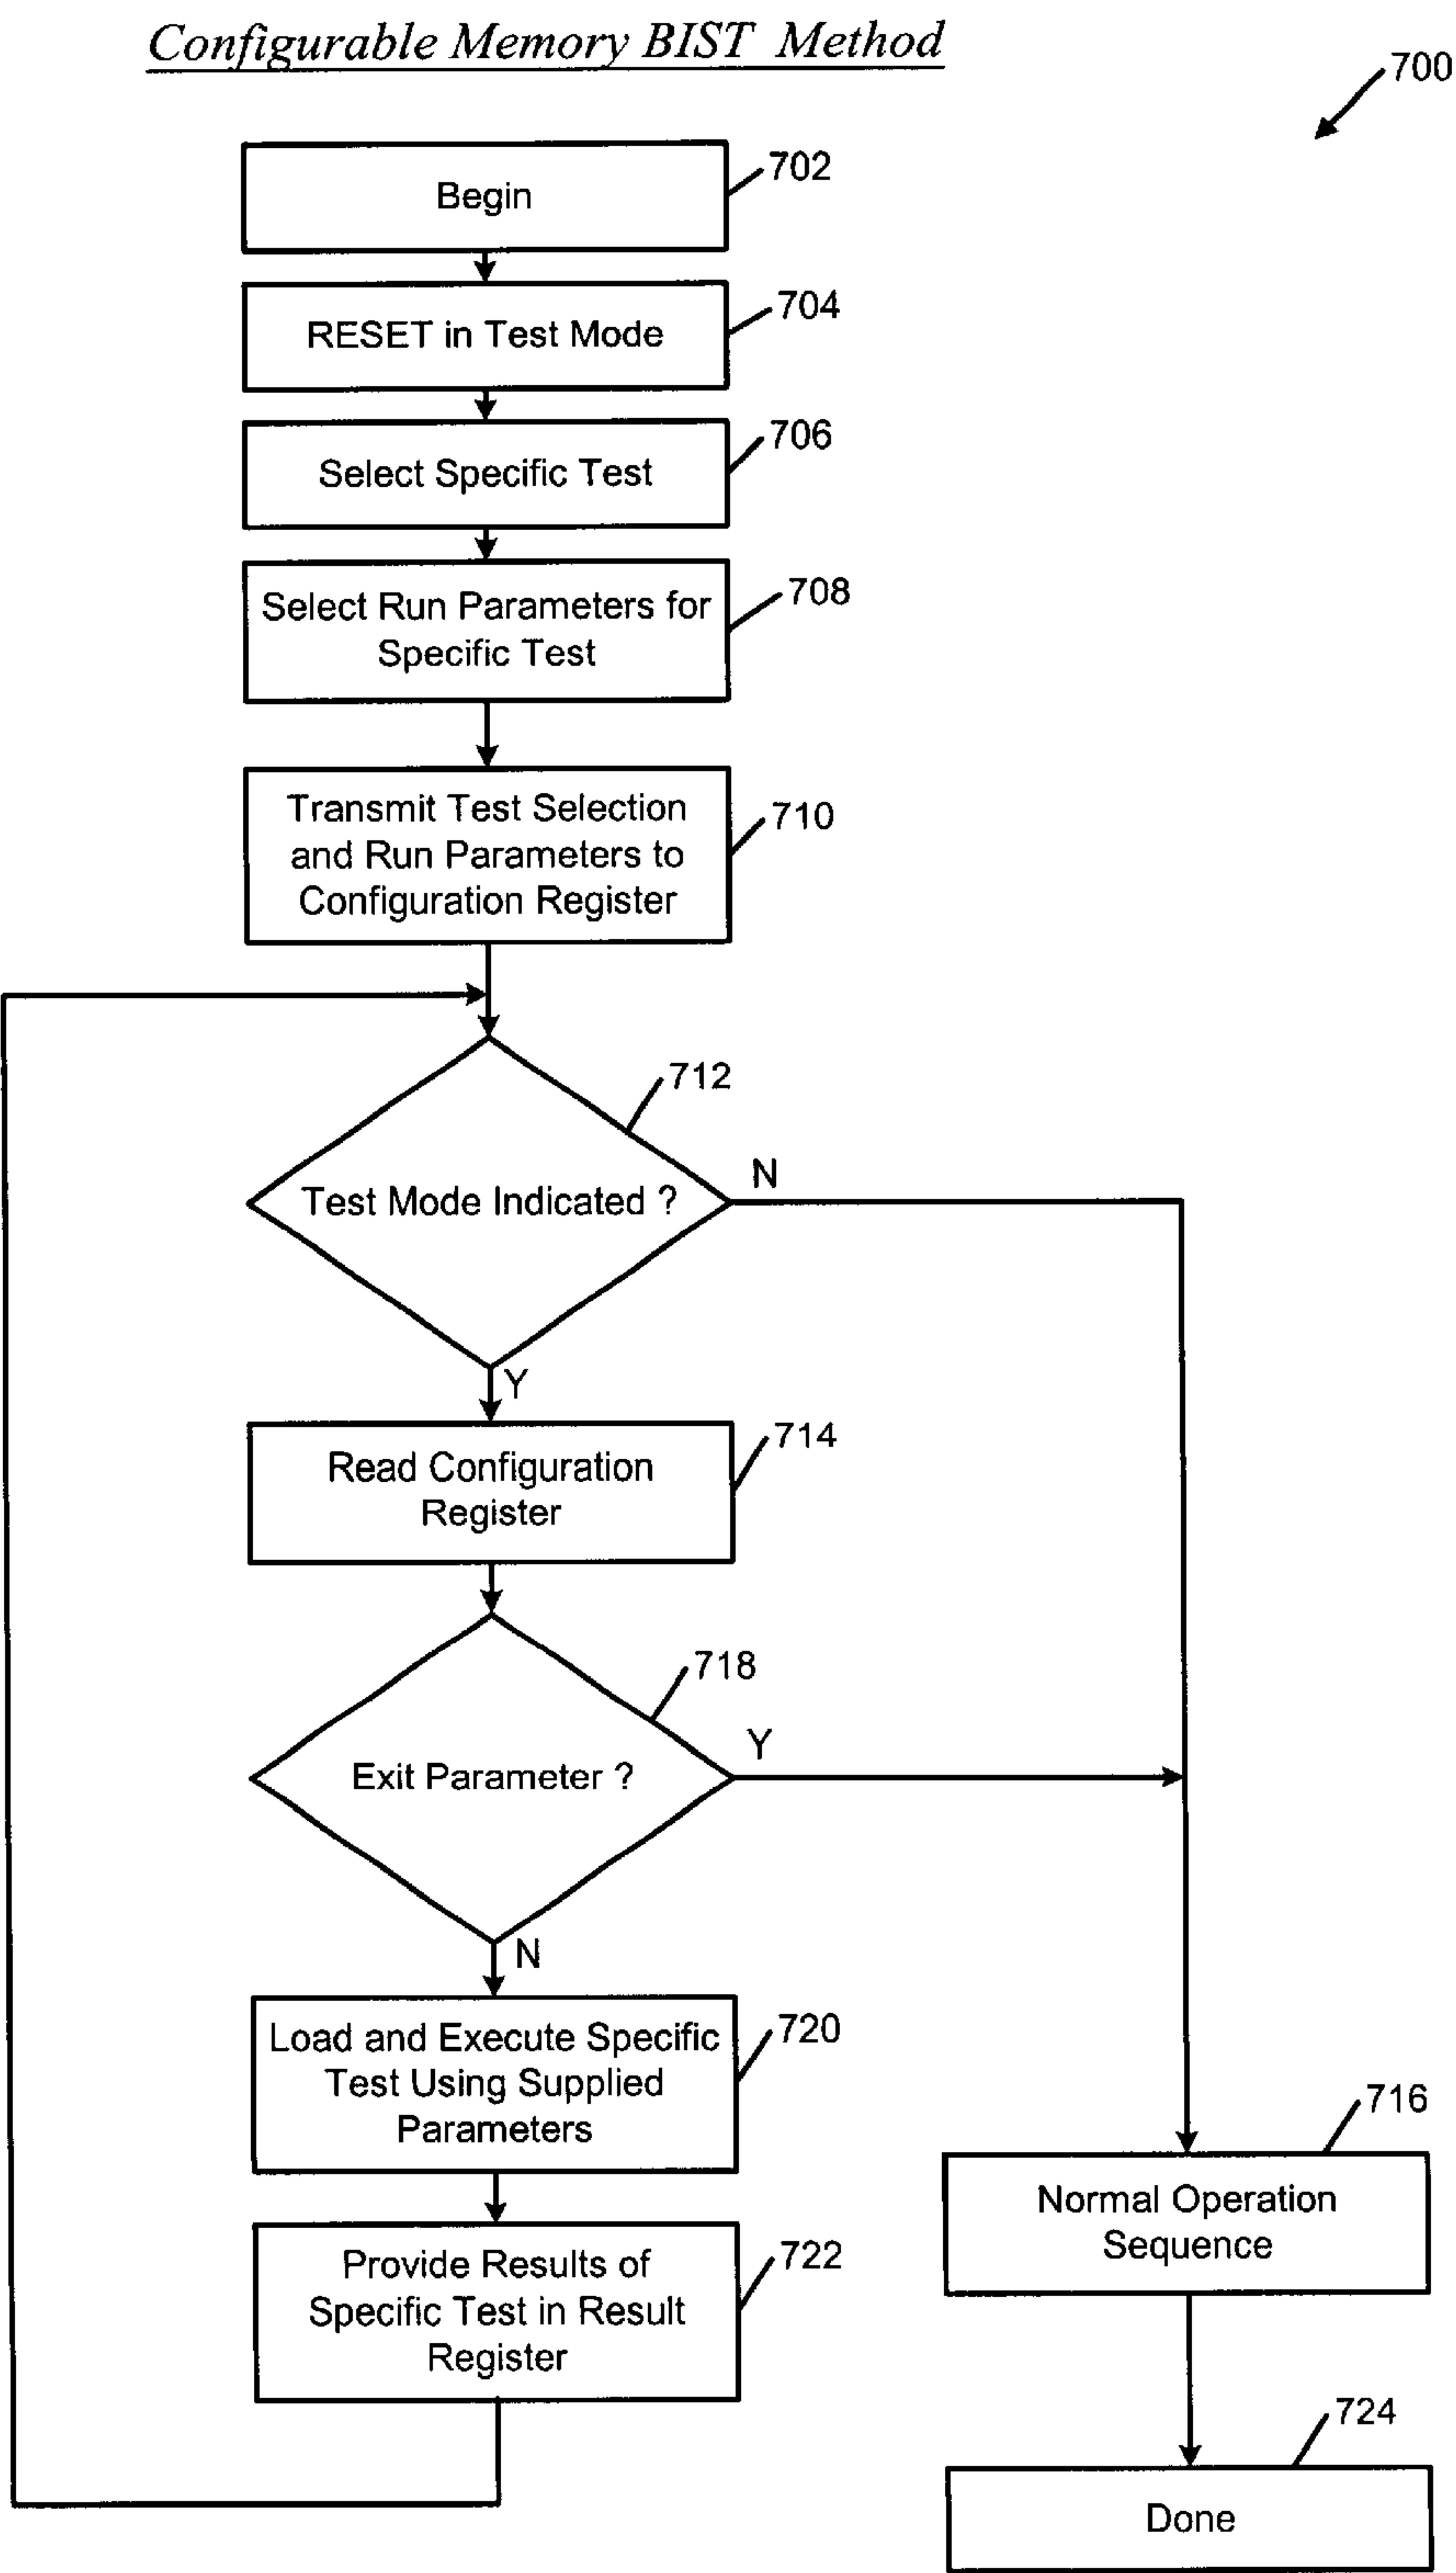 Configurable Memory BIST Method
700
Begin
702
RESET in Test Mode
704
Select Specific Test
706
Select Run Parameters for
Specific Test
708
Transmit Test Selection
and Run Parameters to
Configuration Register
710
712
Test Mode Indicated ?
N
Y
Read Configuration
Register
714
718
Exit Parameter ?
Y
N
Load and Execute Specific
Test Using Supplied
Parameters
720
716
Normal Operation
Sequence
Provide Results of
Specific Test in Result
Register
722
724
Done